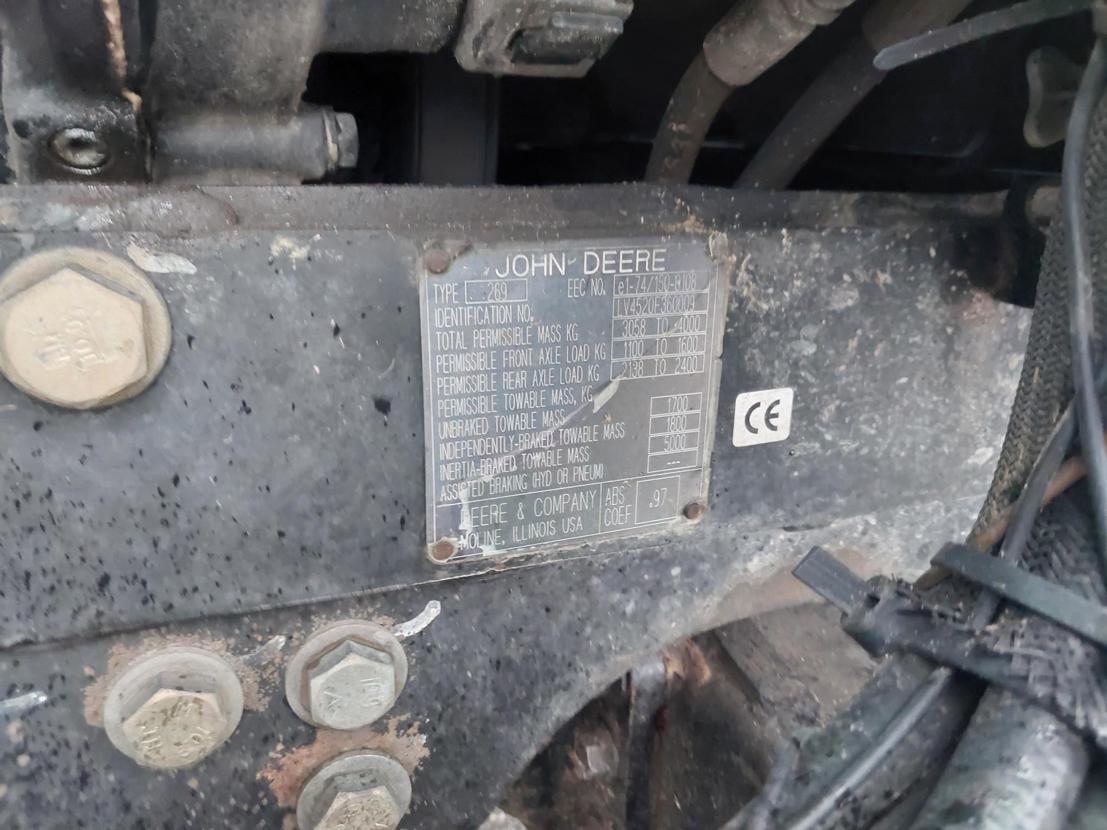 JOHN DEERE
TYPE 269 EEC NO. e1-74/150-0108
IDENTIFICATION NO.
TOTAL PERMISSIBLE MASS KG 3058 TO 4000
PERMISSIBLE FRONT AXLE LOAD KG 1100 TO 1600
PERMISSIBLE REAR AXLE LOAD KG 2138 TO 2400
PERMISSIBLE TOWABLE MASS, KG
UNBRAKED TOWABLE MASS 1700
INDEPENDENTLY-BRAKED TOWABLE MASS 1800
INERTIA-BRAKED TOWABLE MASS 5000
ASSISTED BRAKING (HYD OR PNEUM) ---
DEERE & COMPANY ABS .97
MOLINE, ILLINOIS USA COEF
CE